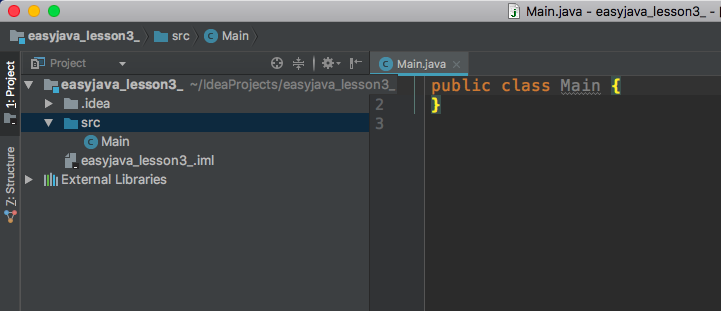 Main.java - easyjava_lesson3_ -
easyjava_lesson3_ src Main
1: Project
Project
Main.java
easyjava_lesson3_ ~/IdeaProjects/easyjava_lesson3_
.idea
src
Main
easyjava_lesson3_.iml
External Libraries
7: Structure
public class Main {
2 }
3